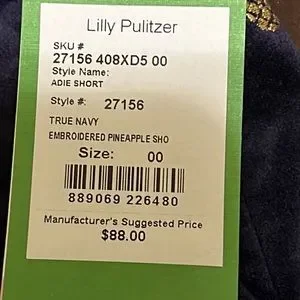 Lilly Pulitzer
SKU #
27156 408XD5 00
Style Name:
ADIE SHORT
Style #: 27156
TRUE NAVY
EMBROIDERED PINEAPPLE SHO
Size: 00
889069 226480
Manufacturer's Suggested Price
$88.00